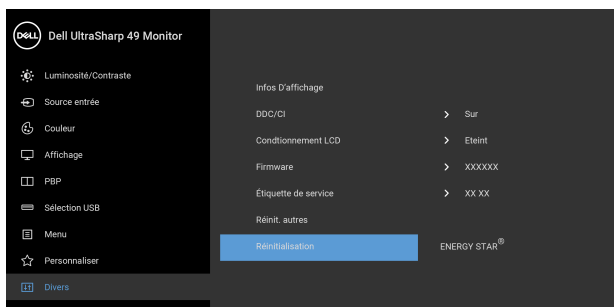 DELL Dell UltraSharp 49 Monitor
Luminosité/Contraste
Source entrée
Couleur
Affichage
PBP
Sélection USB
Menu
Personnaliser
Divers
Infos D'affichage
DDC/CI > Sur
Condtionnement LCD > Eteint
Firmware > XXXXXX
Étiquette de service > XX XX
Réinit. autres
Réinitialisation ENERGY STAR®